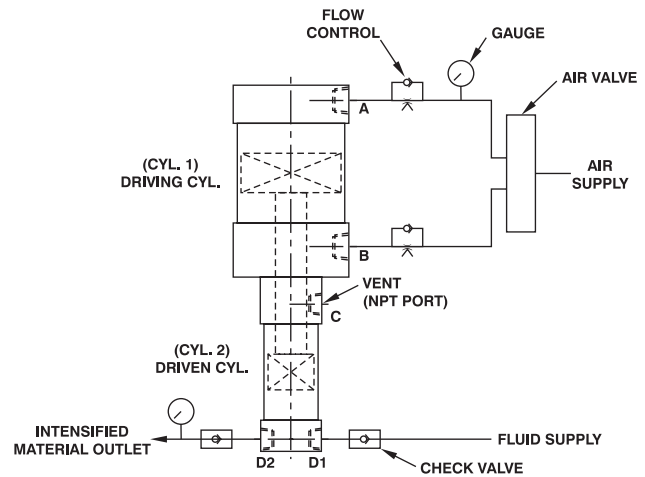 FLOW
CONTROL
GAUGE
AIR VALVE
A
(CYL. 1)
DRIVING CYL.
AIR
SUPPLY
B
VENT
(NPT PORT)
C
(CYL. 2)
DRIVEN CYL.
INTENSIFIED
MATERIAL OUTLET
FLUID SUPPLY
D2
D1
CHECK VALVE